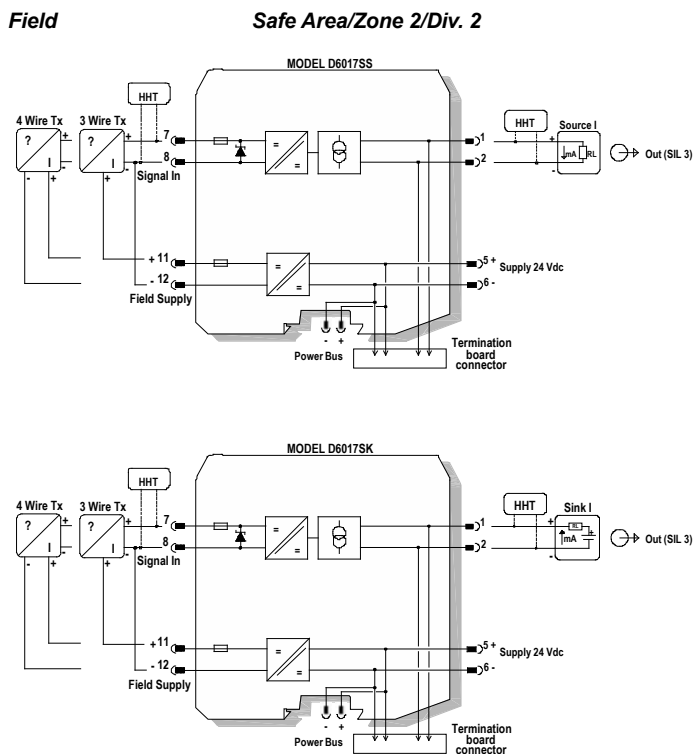 Field
Safe Area/Zone 2/Div. 2
MODEL D6017SS
HHT
4 Wire Tx
3 Wire Tx
?
I
- +
+
-
?
I
+
+
-
7
8
Signal In
+ 11
- 12
Field Supply
=
=
=
=
1
2
HHT
Source I
+
-
mA
RL
Out (SIL 3)
5 +
Supply 24 Vdc
6 -
- +
Power Bus
Termination
board
connector
MODEL D6017SK
HHT
4 Wire Tx
3 Wire Tx
?
I
- +
+
-
?
I
+
+
-
7
8
Signal In
+ 11
- 12
Field Supply
=
=
=
=
1
2
HHT
Sink I
+
-
RL
mA
+
Out (SIL 3)
5 +
Supply 24 Vdc
6 -
- +
Power Bus
Termination
board
connector